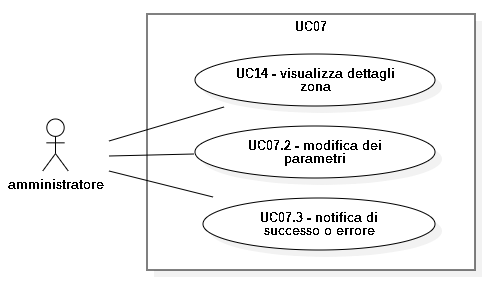 UC07
UC14 - visualizza dettagli
zona
UC07.2 - modifica dei
parametri
amministratore
UC07.3 - notifica di
successo o errore